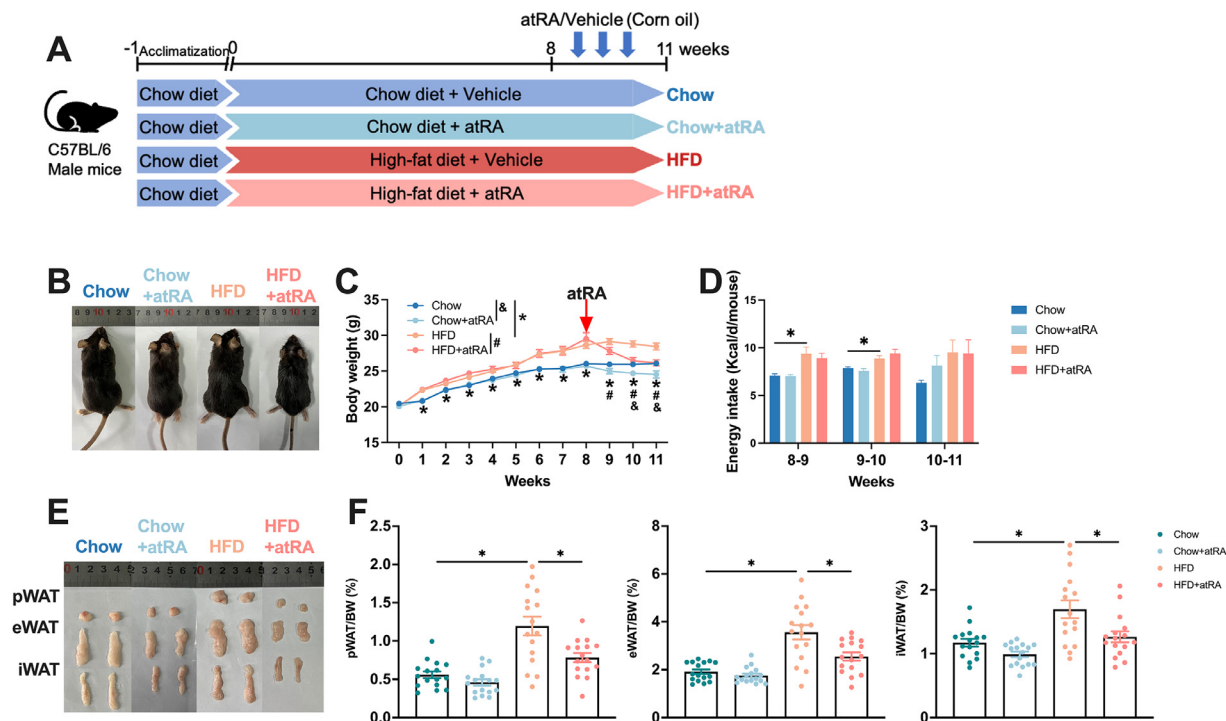 A
atRA/Vehicle (Corn oil)
-1 Acclimatization 0 8 11 weeks
Chow diet Chow diet + Vehicle Chow
Chow diet Chow diet + atRA Chow+atRA
Chow diet High-fat diet + Vehicle HFD
Chow diet High-fat diet + atRA HFD+atRA
C57BL/6
Male mice
B
Chow
Chow
+atRA
HFD
HFD
+atRA
C
atRA
Body weight (g)
35
30
25
20
15
Chow
Chow+atRA
HFD
HFD+atRA
& * #
* * * * * * * * * * *
# # #
& &
0 1 2 3 4 5 6 7 8 9 10 11
Weeks
D
Energy intake (Kcal/d/mouse)
15
10
5
0
* *
8-9 9-10 10-11
Weeks
Chow
Chow+atRA
HFD
HFD+atRA
E
Chow
Chow
+atRA
HFD
HFD
+atRA
pWAT
eWAT
iWAT
F
pWAT/BW (%)
2.5
2.0
1.5
1.0
0.5
0.0
* *
eWAT/BW (%)
8
6
4
2
0
* *
iWAT/BW (%)
3
2
1
0
* *
Chow
Chow+atRA
HFD
HFD+atRA